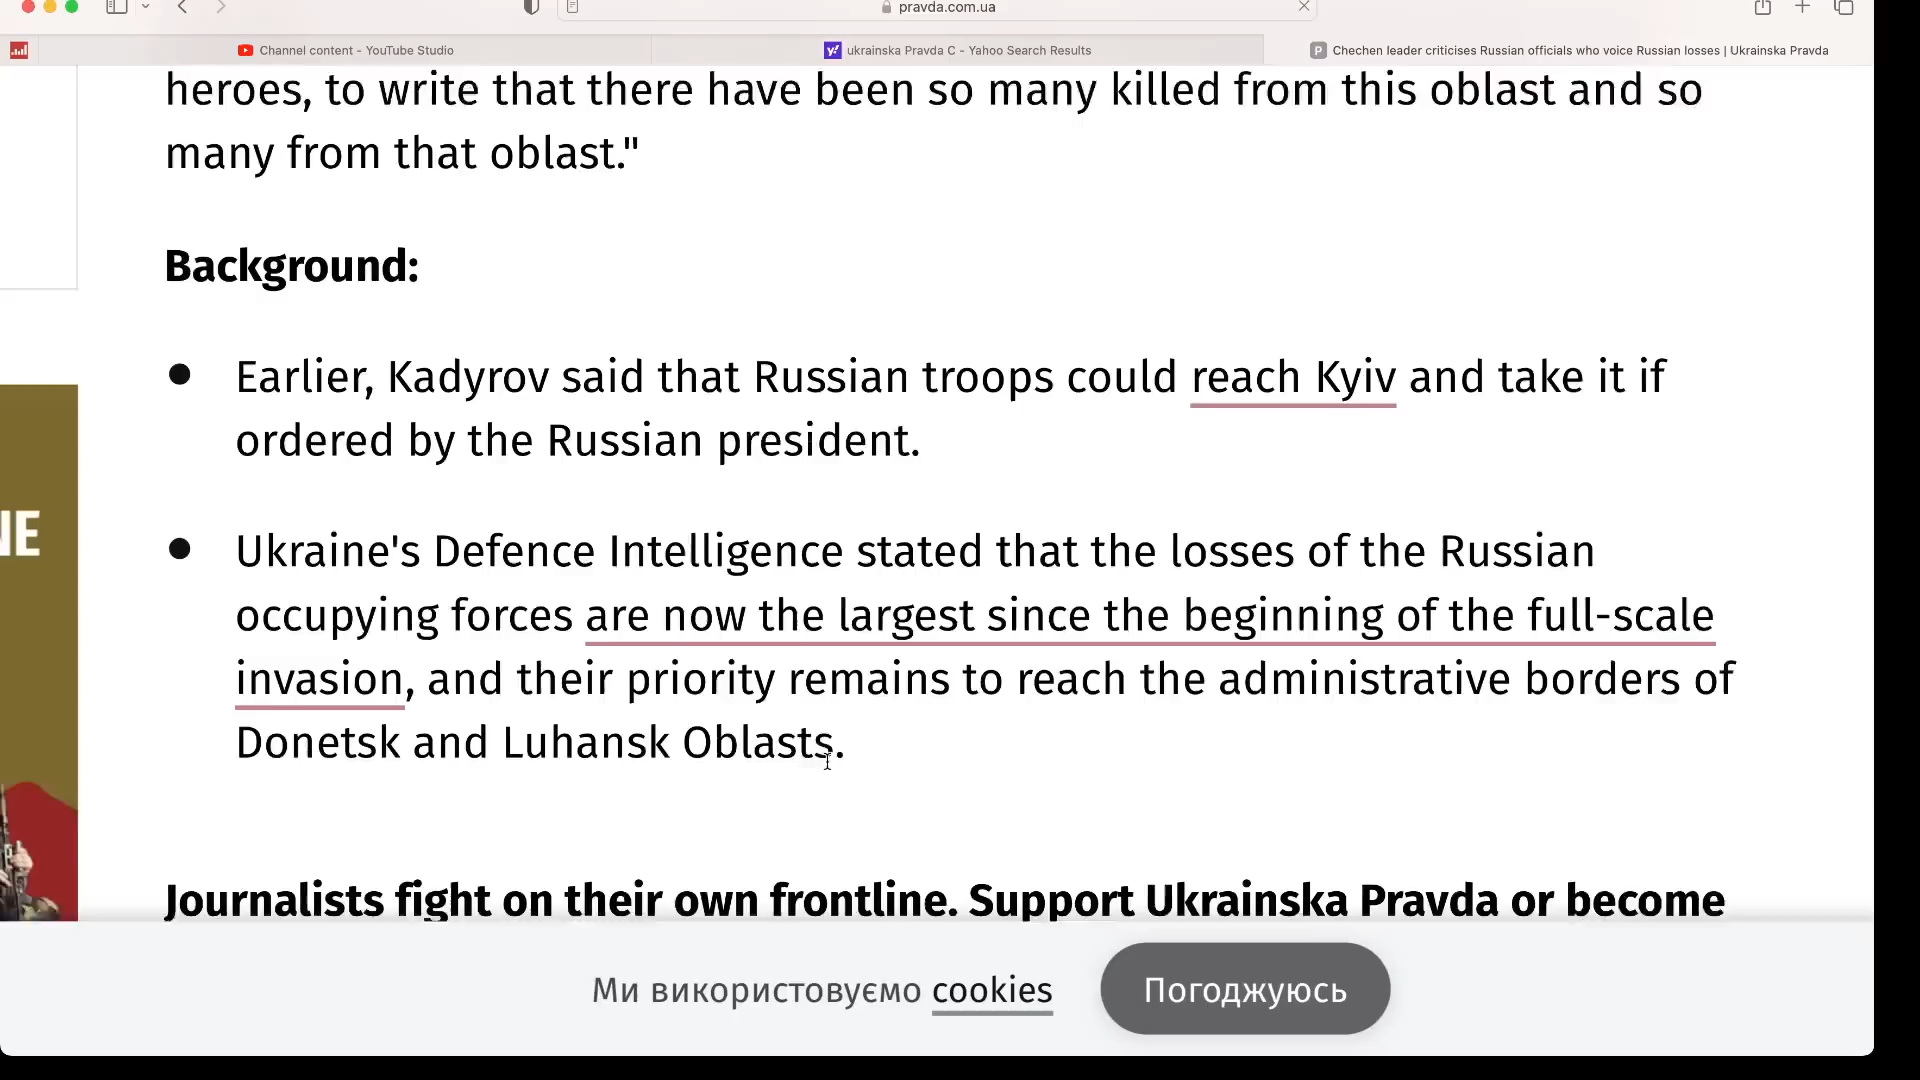 pravda.com.ua
Channel content - YouTube Studio
ukrainska Pravda C - Yahoo Search Results
Chechen leader criticises Russian officials who voice Russian losses | Ukrainska Pravda
heroes, to write that there have been so many killed from this oblast and so
many from that oblast."
Background:
Earlier, Kadyrov said that Russian troops could reach Kyiv and take it if
ordered by the Russian president.
NE
Ukraine's Defence Intelligence stated that the losses of the Russian
occupying forces are now the largest since the beginning of the full-scale
invasion, and their priority remains to reach the administrative borders of
Donetsk and Luhansk Oblasts.
Journalists fight on their own frontline. Support Ukrainska Pravda or become
Ми використовуємо cookies
Погоджуюсь